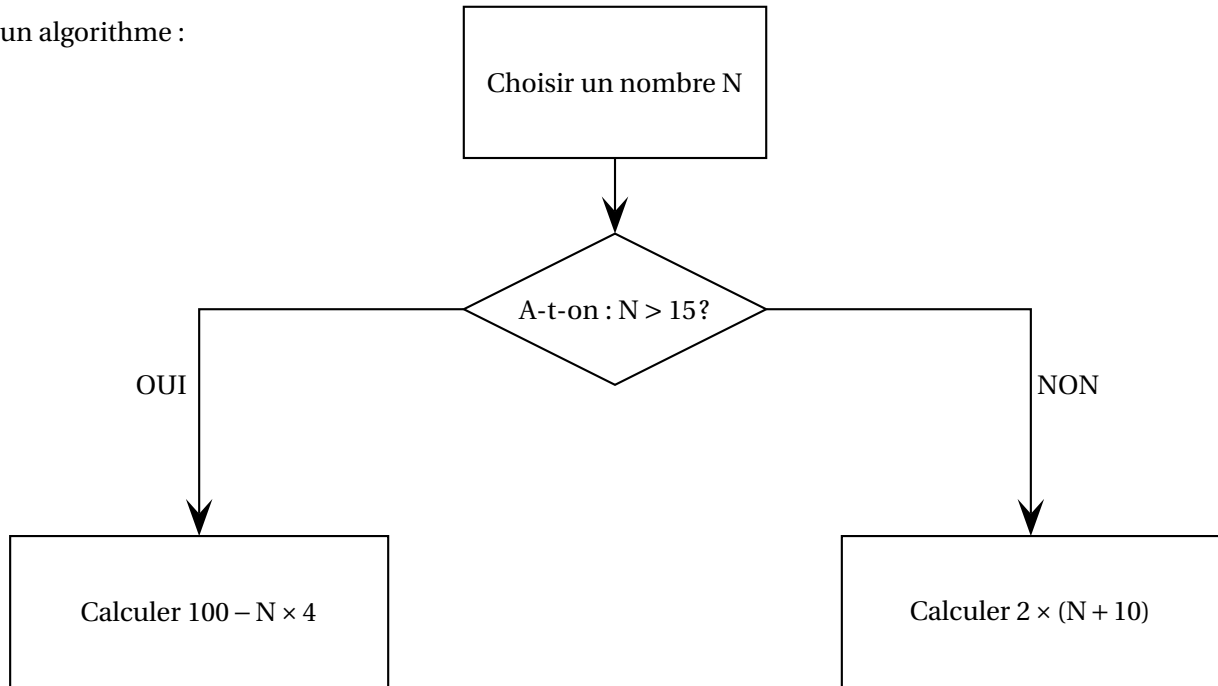 un algorithme :
Choisir un nombre N
A-t-on : N > 15?
OUI
NON
Calculer 100 – N × 4
Calculer 2 × (N + 10)